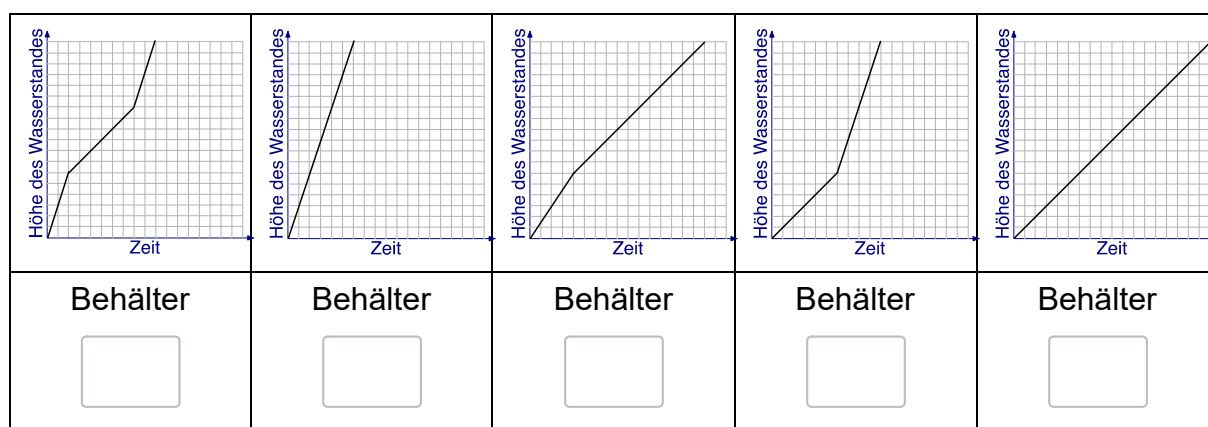 Höhe des Wasserstandes
Zeit
Höhe des Wasserstandes
Zeit
Höhe des Wasserstandes
Zeit
Höhe des Wasserstandes
Zeit
Höhe des Wasserstandes
Zeit
Behälter
Behälter
Behälter
Behälter
Behälter